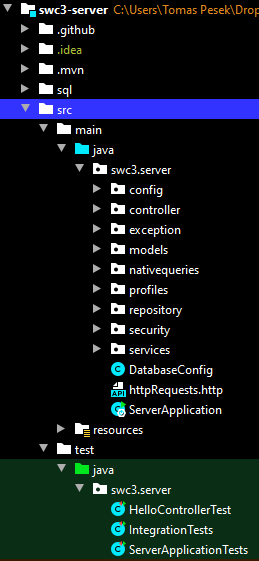 swc3-server C:\Users\Tomas Pesek\Drop
.github
.idea
.mvn
sql
src
main
java
swc3.server
config
controller
exception
models
nativequeries
profiles
repository
security
services
DatabaseConfig
API httpRequests.http
ServerApplication
resources
test
java
swc3.server
HelloControllerTest
IntegrationTests
ServerApplicationTests